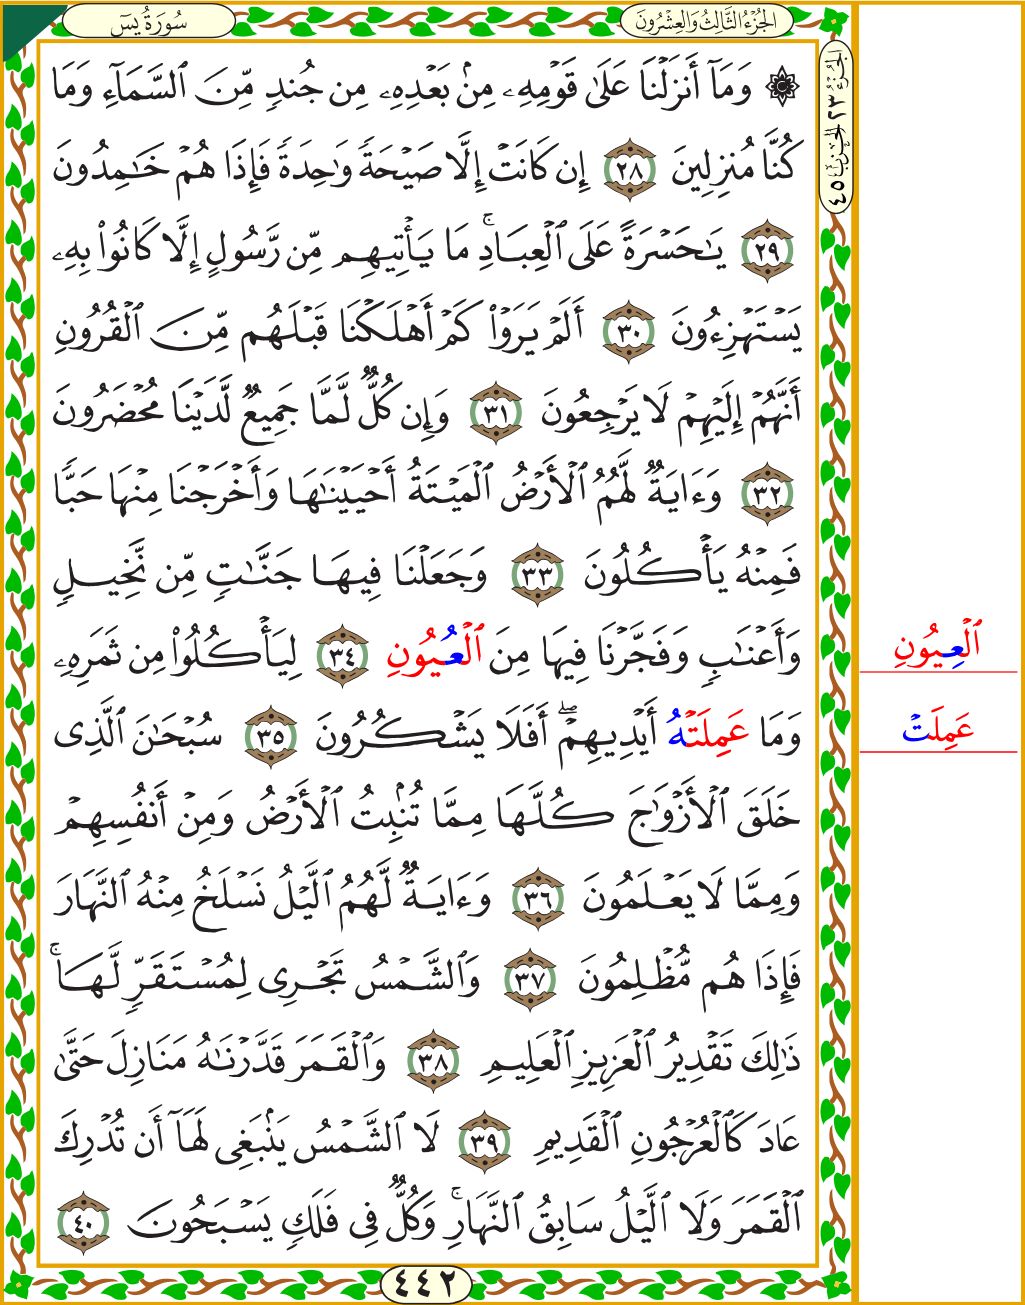 سُورَةُ يسٓ
الجُزْءُ الثَّالِثُ وَالعِشْرُونَ
الجُزْءُ ٢٣ الحِزْبُ ٤٥
۞ وَمَآ أَنزَلْنَا عَلَىٰ قَوْمِهِۦ مِنۢ بَعْدِهِۦ مِن جُندٍ مِّنَ ٱلسَّمَآءِ وَمَا
كُنَّا مُنزِلِينَ ٢٨ إِن كَانَتْ إِلَّا صَيْحَةً وَٰحِدَةً فَإِذَا هُمْ خَٰمِدُونَ
٢٩ يَٰحَسْرَةً عَلَى ٱلْعِبَادِۚ مَا يَأْتِيهِم مِّن رَّسُولٍ إِلَّا كَانُوا۟ بِهِۦ
يَسْتَهْزِءُونَ ٣٠ أَلَمْ يَرَوْا۟ كَمْ أَهْلَكْنَا قَبْلَهُم مِّنَ ٱلْقُرُونِ
أَنَّهُمْ إِلَيْهِمْ لَا يَرْجِعُونَ ٣١ وَإِن كُلٌّ لَّمَّا جَمِيعٌ لَّدَيْنَا مُحْضَرُونَ
٣٢ وَءَايَةٌ لَّهُمُ ٱلْأَرْضُ ٱلْمَيْتَةُ أَحْيَيْنَٰهَا وَأَخْرَجْنَا مِنْهَا حَبًّا
فَمِنْهُ يَأْكُلُونَ ٣٣ وَجَعَلْنَا فِيهَا جَنَّٰتٍ مِّن نَّخِيلٍ
وَأَعْنَٰبٍ وَفَجَّرْنَا فِيهَا مِنَ ٱلْعُيُونِ ٣٤ لِيَأْكُلُوا۟ مِن ثَمَرِهِۦ
ٱلْعِيُونِ
وَمَا عَمِلَتْهُ أَيْدِيهِمْۖ أَفَلَا يَشْكُرُونَ ٣٥ سُبْحَٰنَ ٱلَّذِى
عَمِلَتْ
خَلَقَ ٱلْأَزْوَٰجَ كُلَّهَا مِمَّا تُنۢبِتُ ٱلْأَرْضُ وَمِنْ أَنفُسِهِمْ
وَمِمَّا لَا يَعْلَمُونَ ٣٦ وَءَايَةٌ لَّهُمُ ٱلَّيْلُ نَسْلَخُ مِنْهُ ٱلنَّهَارَ
فَإِذَا هُم مُّظْلِمُونَ ٣٧ وَٱلشَّمْسُ تَجْرِى لِمُسْتَقَرٍّ لَّهَاۚ
ذَٰلِكَ تَقْدِيرُ ٱلْعَزِيزِ ٱلْعَلِيمِ ٣٨ وَٱلْقَمَرَ قَدَّرْنَٰهُ مَنَازِلَ حَتَّىٰ
عَادَ كَٱلْعُرْجُونِ ٱلْقَدِيمِ ٣٩ لَا ٱلشَّمْسُ يَنۢبَغِى لَهَآ أَن تُدْرِكَ
ٱلْقَمَرَ وَلَا ٱلَّيْلُ سَابِقُ ٱلنَّهَارِۚ وَكُلٌّ فِى فَلَكٍ يَسْبَحُونَ ٤٠
٤٤٢